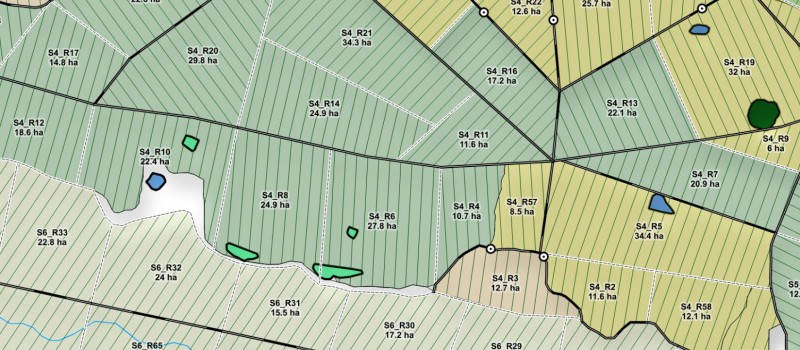 22.6 ha
S4_R22
12.6 ha
25.7 ha
S4_R21
34.3 ha
S4_R20
29.8 ha
S4_R17
14.8 ha
S4_R16
17.2 ha
S4_R19
32 ha
S4_R14
24.9 ha
S4_R13
22.1 ha
S4_R12
18.6 ha
S4_R11
11.6 ha
S4_R9
6 ha
S4_R10
22.4 ha
S4_R7
20.9 ha
S4_R8
24.9 ha
S4_R4
10.7 ha
S4_R57
8.5 ha
S4_R6
27.8 ha
S4_R5
34.4 ha
S6_R33
22.8 ha
S6_R32
24 ha
S4_R3
12.7 ha
S4_R2
11.6 ha
S5_
12.
S6_R31
15.5 ha
S4_R58
12.1 ha
S6_R30
17.2 ha
S6_R65
S6_R29